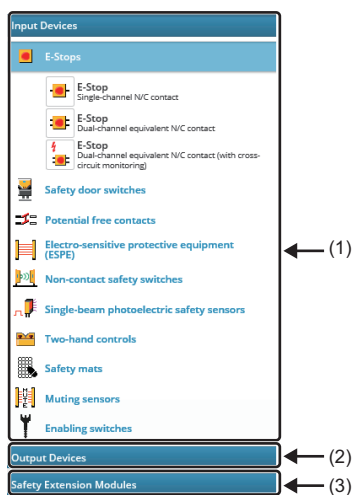 Input Devices
E-Stops
E-Stop
Single-channel N/C contact
E-Stop
Dual-channel equivalent N/C contact
E-Stop
Dual-channel equivalent N/C contact (with cross-
circuit monitoring)
Safety door switches
Potential free contacts
Electro-sensitive protective equipment
(ESPE)
(1)
Non-contact safety switches
Single-beam photoelectric safety sensors
Two-hand controls
Safety mats
Muting sensors
Enabling switches
Output Devices
(2)
Safety Extension Modules
(3)